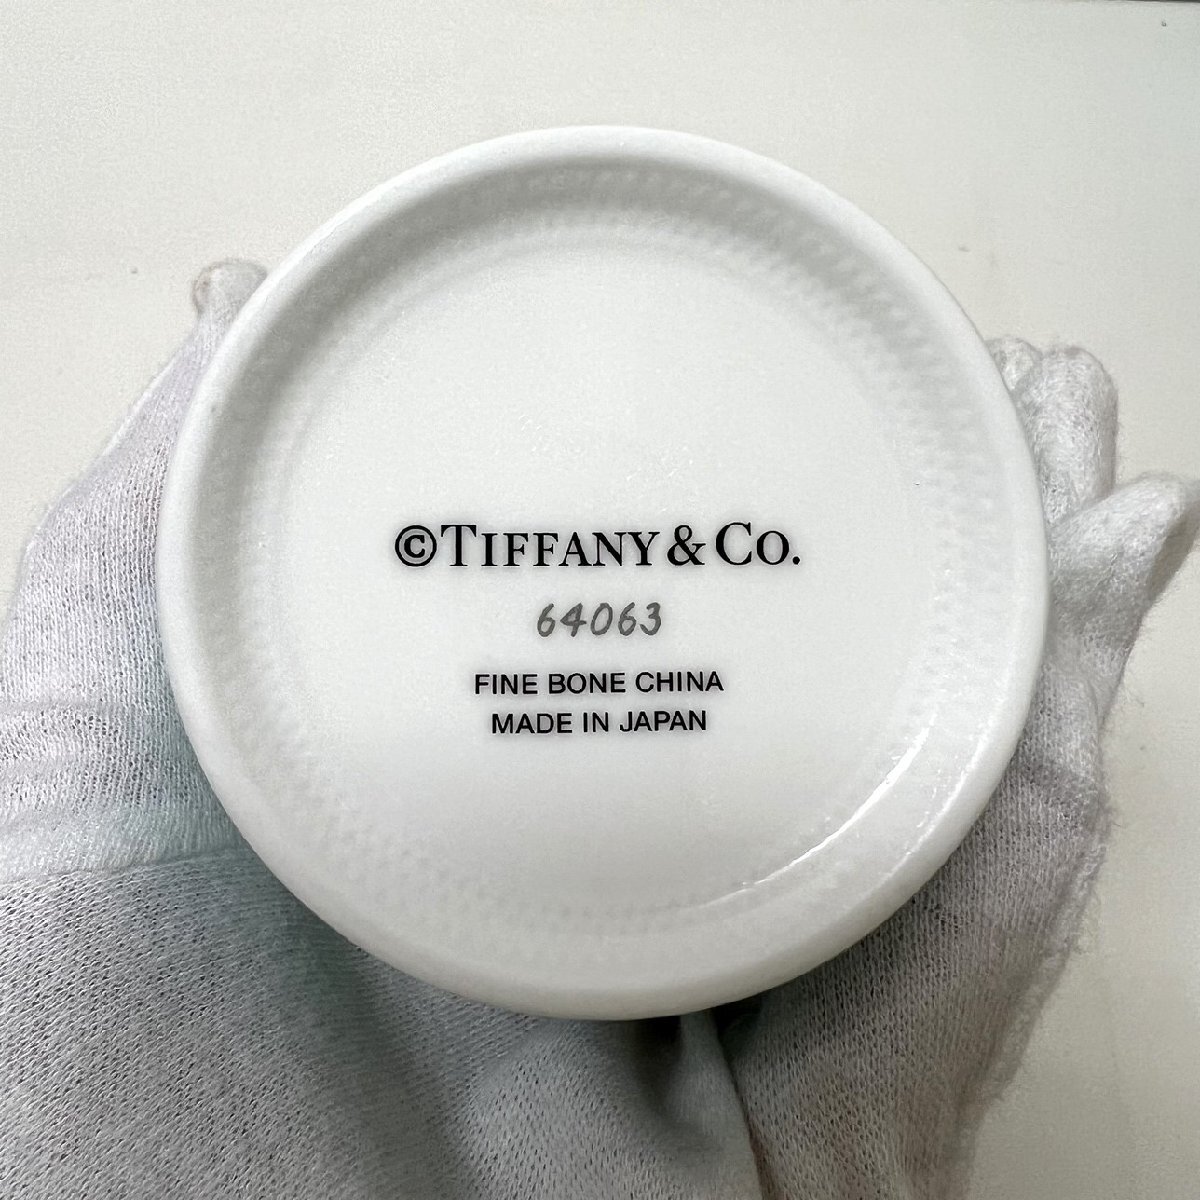 ©TIFFANY & CO.
64063
FINE BONE CHINA
MADE IN JAPAN